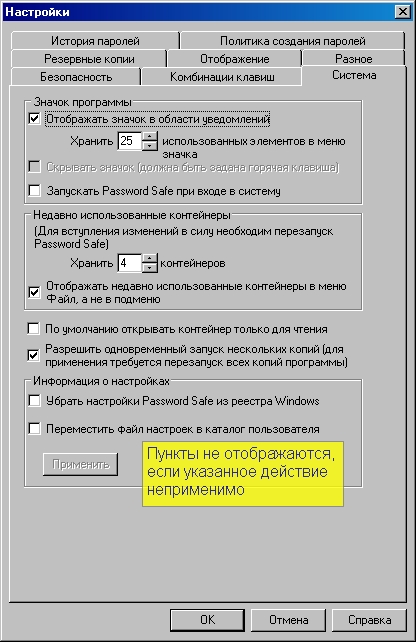 Настройки
История паролей
Политика создания паролей
Резервные копии
Отображение
Разное
Безопасность
Комбинации клавиш
Система
Значок программы
Отображать значок в области уведомлений
Хранить 25 использованных элементов в меню
значка
Скрывать значок (должна быть задана горячая клавиша)
Запускать Password Safe при входе в систему
Недавно использованные контейнеры
(Для вступления изменений в силу необходим перезапуск
Password Safe)
Хранить 4 контейнеров
Отображать недавно использованные контейнеры в меню
Файл, а не в подменю
По умолчанию открывать контейнер только для чтения
Разрешить одновременный запуск нескольких копий (для
применения требуется перезапуск всех копий программы)
Информация о настройках
Убрать настройки Password Safe из реестра Windows
Переместить файл настроек в каталог пользователя
Применить
Пункты не отображаются,
если указанное действие
неприменимо
OK
Отмена
Справка